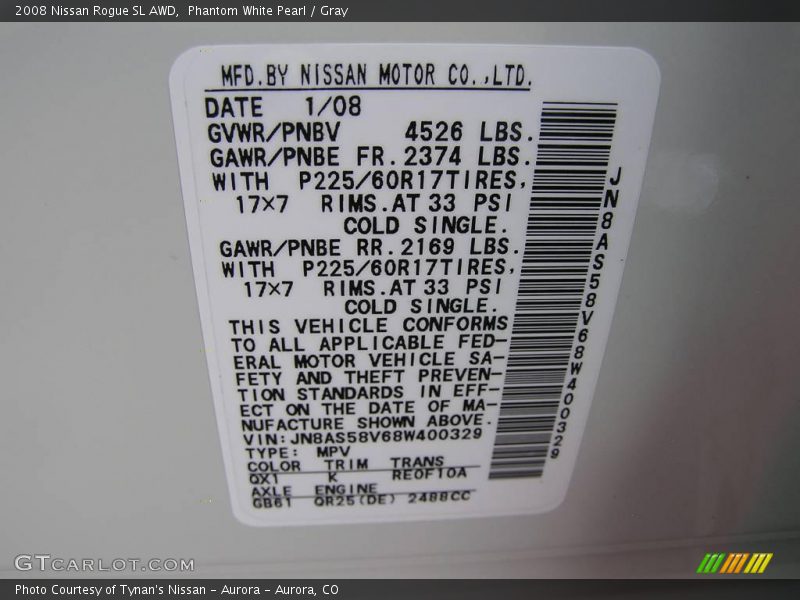 2008 Nissan Rogue SL AWD, Phantom White Pearl / Gray
MFD.BY NISSAN MOTOR CO.,LTD.
DATE 1/08
GVWR/PNBV 4526 LBS.
GAWR/PNBE FR. 2374 LBS.
WITH P225/60R17TIRES,
17×7 RIMS.AT 33 PSI
COLD SINGLE.
GAWR/PNBE RR. 2169 LBS.
WITH P225/60R17TIRES,
17×7 RIMS.AT 33 PSI
COLD SINGLE.
THIS VEHICLE CONFORMS
TO ALL APPLICABLE FED-
ERAL MOTOR VEHICLE SA-
FETY AND THEFT PREVEN-
TION STANDARDS IN EFF-
ECT ON THE DATE OF MA-
NUFACTURE SHOWN ABOVE.
VIN:JN8AS58V68W400329
TYPE: MPV
COLOR TRIM TRANS
QX1 K RE0F10A
AXLE ENGINE
GB61 QR25(DE) 2488CC
JN8AS58V68W400329
GTCARLOT.COM
Photo Courtesy of Tynan's Nissan - Aurora - Aurora, CO